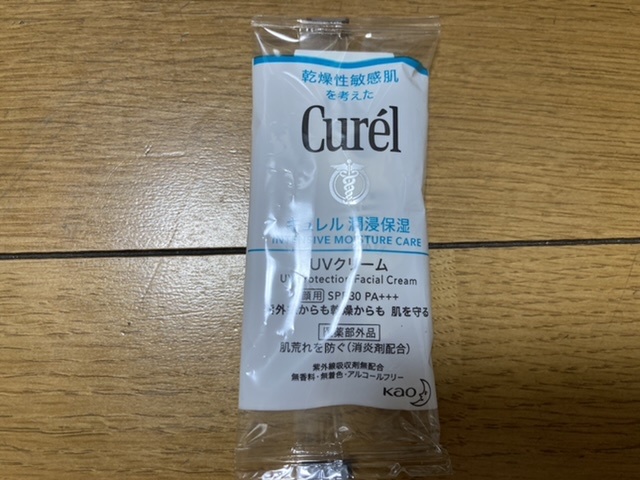 乾燥性敏感肌
を考えた
Curél
キュレル 潤浸保湿
INTENSIVE MOISTURE CARE
UVクリーム
UV Protection Facial Cream
顔用 SPF30 PA+++
紫外線からも乾燥からも 肌を守る
医薬部外品
肌荒れを防ぐ(消炎剤配合)
紫外線吸収剤無配合
無香料・無着色・アルコールフリー
Kao